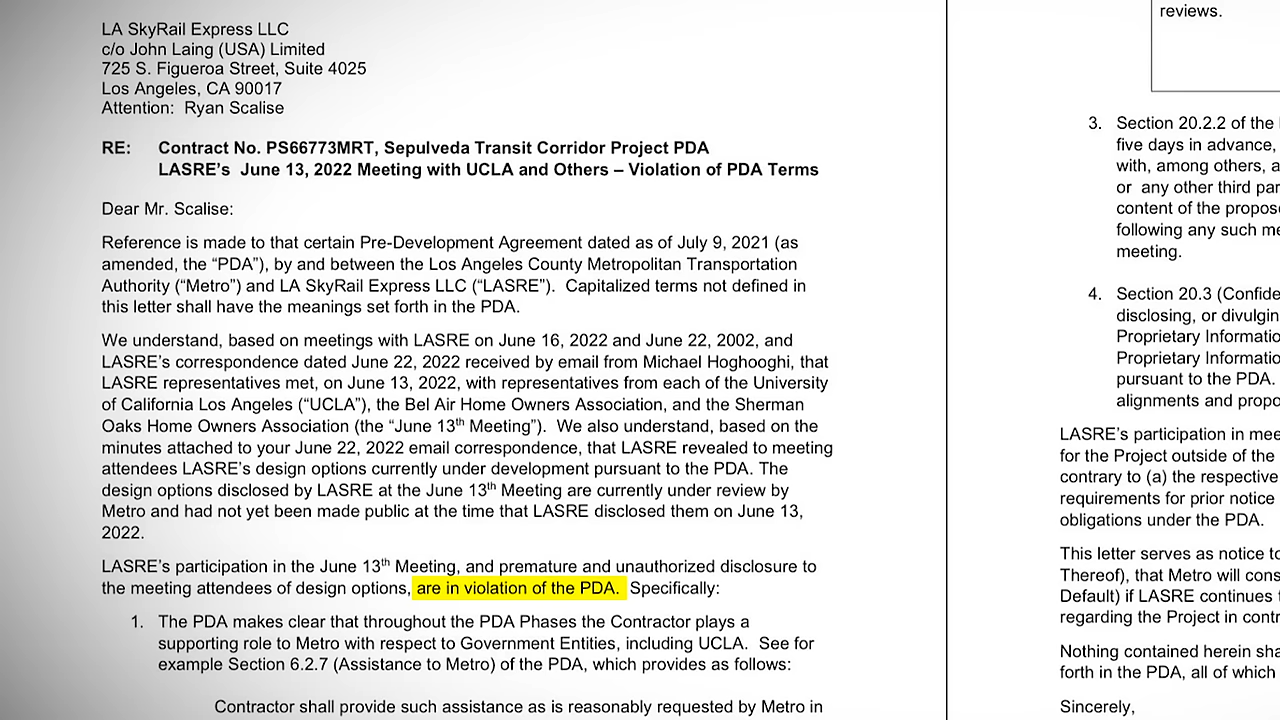 LA SkyRail Express LLC
c/o John Laing (USA) Limited
725 S. Figueroa Street, Suite 4025
Los Angeles, CA 90017
Attention:  Ryan Scalise
RE:    Contract No. PS66773MRT, Sepulveda Transit Corridor Project PDA
LASRE’s  June 13, 2022 Meeting with UCLA and Others – Violation of PDA Terms
Dear Mr. Scalise:
Reference is made to that certain Pre-Development Agreement dated as of July 9, 2021 (as
amended, the “PDA”), by and between the Los Angeles County Metropolitan Transportation
Authority (“Metro”) and LA SkyRail Express LLC (“LASRE”).  Capitalized terms not defined in
this letter shall have the meanings set forth in the PDA.
We understand, based on meetings with LASRE on June 16, 2022 and June 22, 2002, and
LASRE’s correspondence dated June 22, 2022 received by email from Michael Hoghooghi, that
LASRE representatives met, on June 13, 2022, with representatives from each of the University
of California Los Angeles (“UCLA”), the Bel Air Home Owners Association, and the Sherman
Oaks Home Owners Association (the “June 13th Meeting”).  We also understand, based on the
minutes attached to your June 22, 2022 email correspondence, that LASRE revealed to meeting
attendees LASRE’s design options currently under development pursuant to the PDA. The
design options disclosed by LASRE at the June 13th Meeting are currently under review by
Metro and had not yet been made public at the time that LASRE disclosed them on June 13,
2022.
LASRE’s participation in the June 13th Meeting, and premature and unauthorized disclosure to
the meeting attendees of design options, are in violation of the PDA.  Specifically:
1.  The PDA makes clear that throughout the PDA Phases the Contractor plays a
supporting role to Metro with respect to Government Entities, including UCLA.  See for
example Section 6.2.7 (Assistance to Metro) of the PDA, which provides as follows:
Contractor shall provide such assistance as is reasonably requested by Metro in
reviews.
3.  Section 20.2.2 of the
five days in advance,
with, among others, a
or  any other third par
content of the propos
following any such me
meeting.
4.  Section 20.3 (Confide
disclosing, or divulgin
Proprietary Informatio
Proprietary Informatio
pursuant to the PDA.
alignments and propo
LASRE’s participation in mee
for the Project outside of the
contrary to (a) the respective
requirements for prior notice
obligations under the PDA.
This letter serves as notice to
Thereof), that Metro will cons
Default) if LASRE continues
regarding the Project in contr
Nothing contained herein sha
forth in the PDA, all of which
Sincerely,